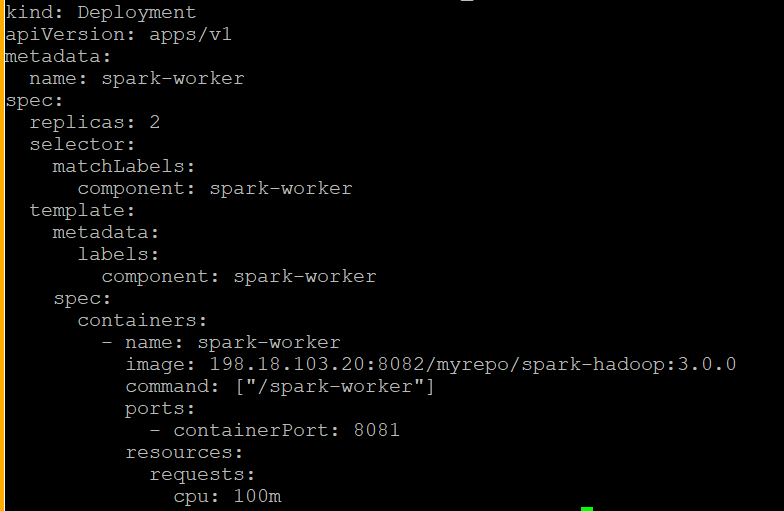 kind: Deployment
apiVersion: apps/v1
metadata:
  name: spark-worker
spec:
  replicas: 2
  selector:
    matchLabels:
      component: spark-worker
  template:
    metadata:
      labels:
        component: spark-worker
    spec:
      containers:
        - name: spark-worker
          image: 198.18.103.20:8082/myrepo/spark-hadoop:3.0.0
          command: ["/spark-worker"]
          ports:
            - containerPort: 8081
          resources:
            requests:
              cpu: 100m